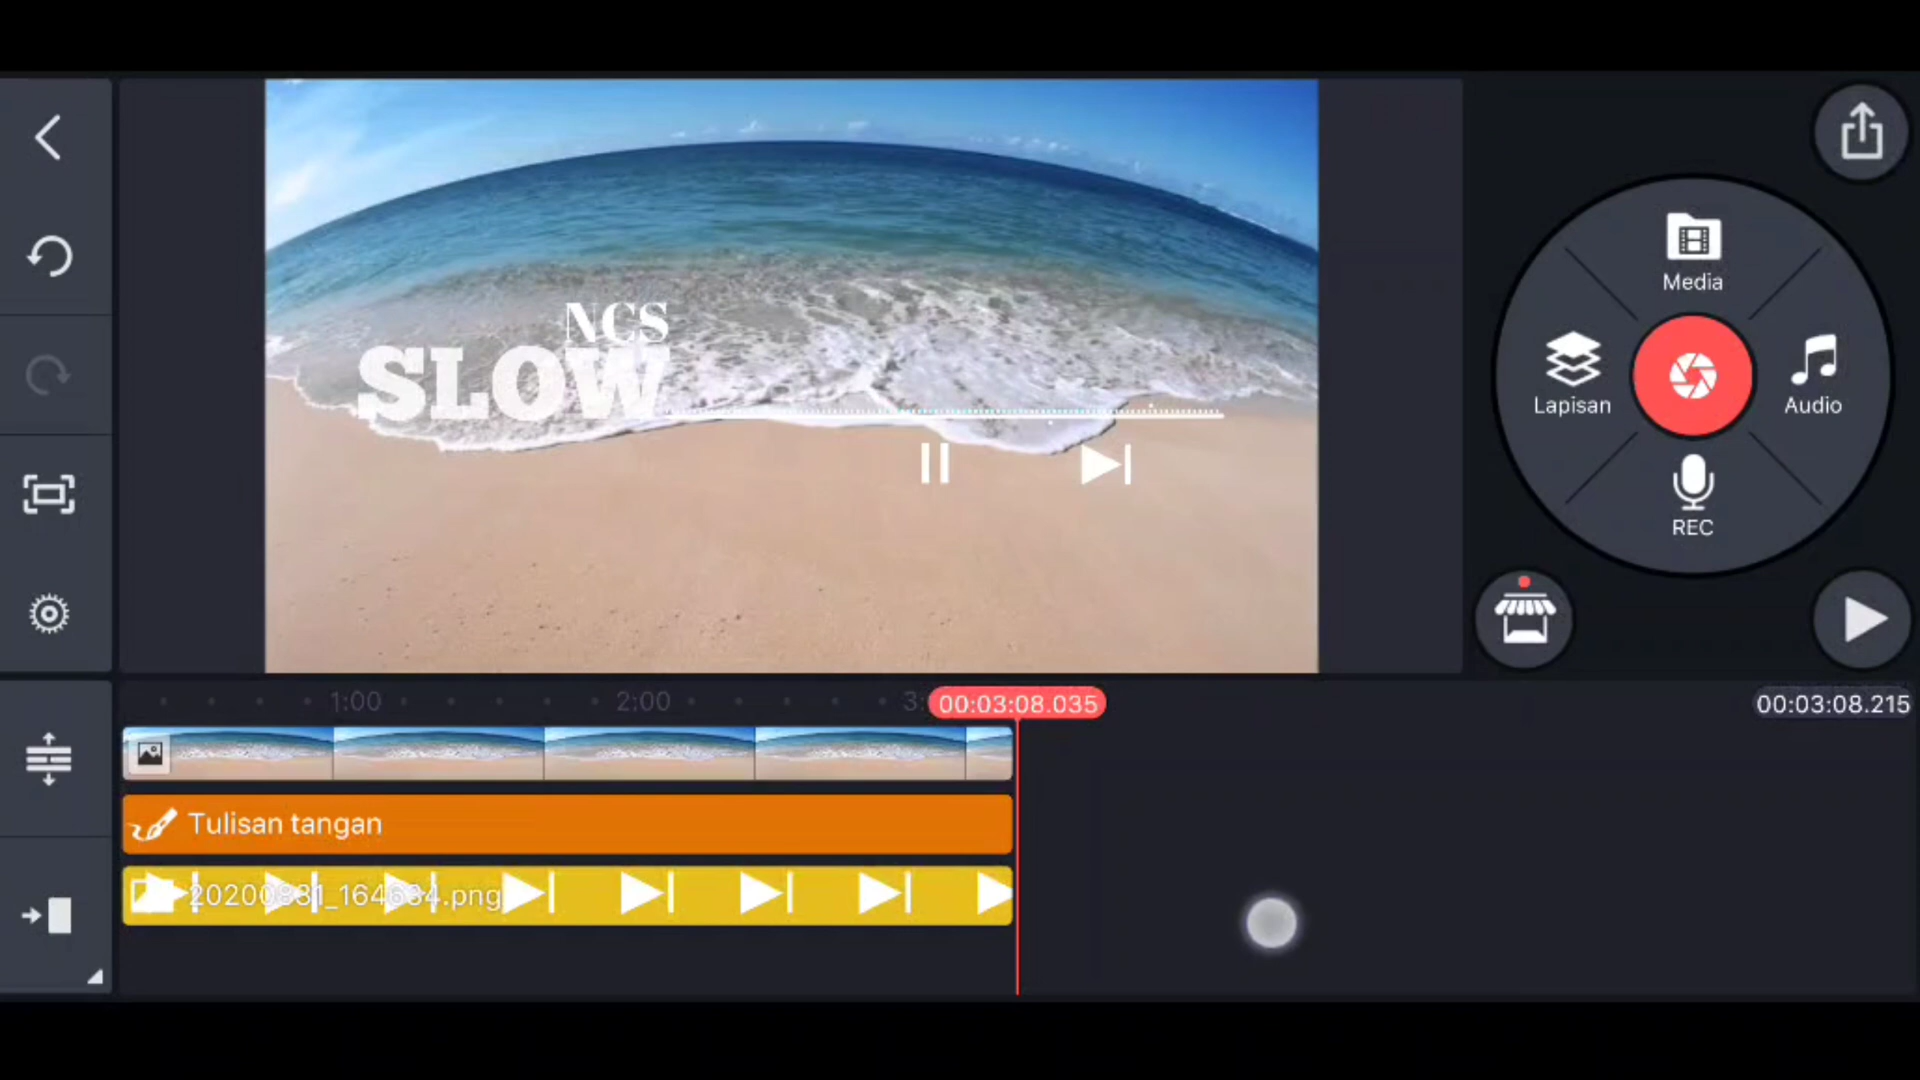 NCS
SLOW
Media
Lapisan
Audio
REC
1:00
2:00
3:
00:03:08.035
00:03:08.215
Tulisan tangan
20200831_164634.png